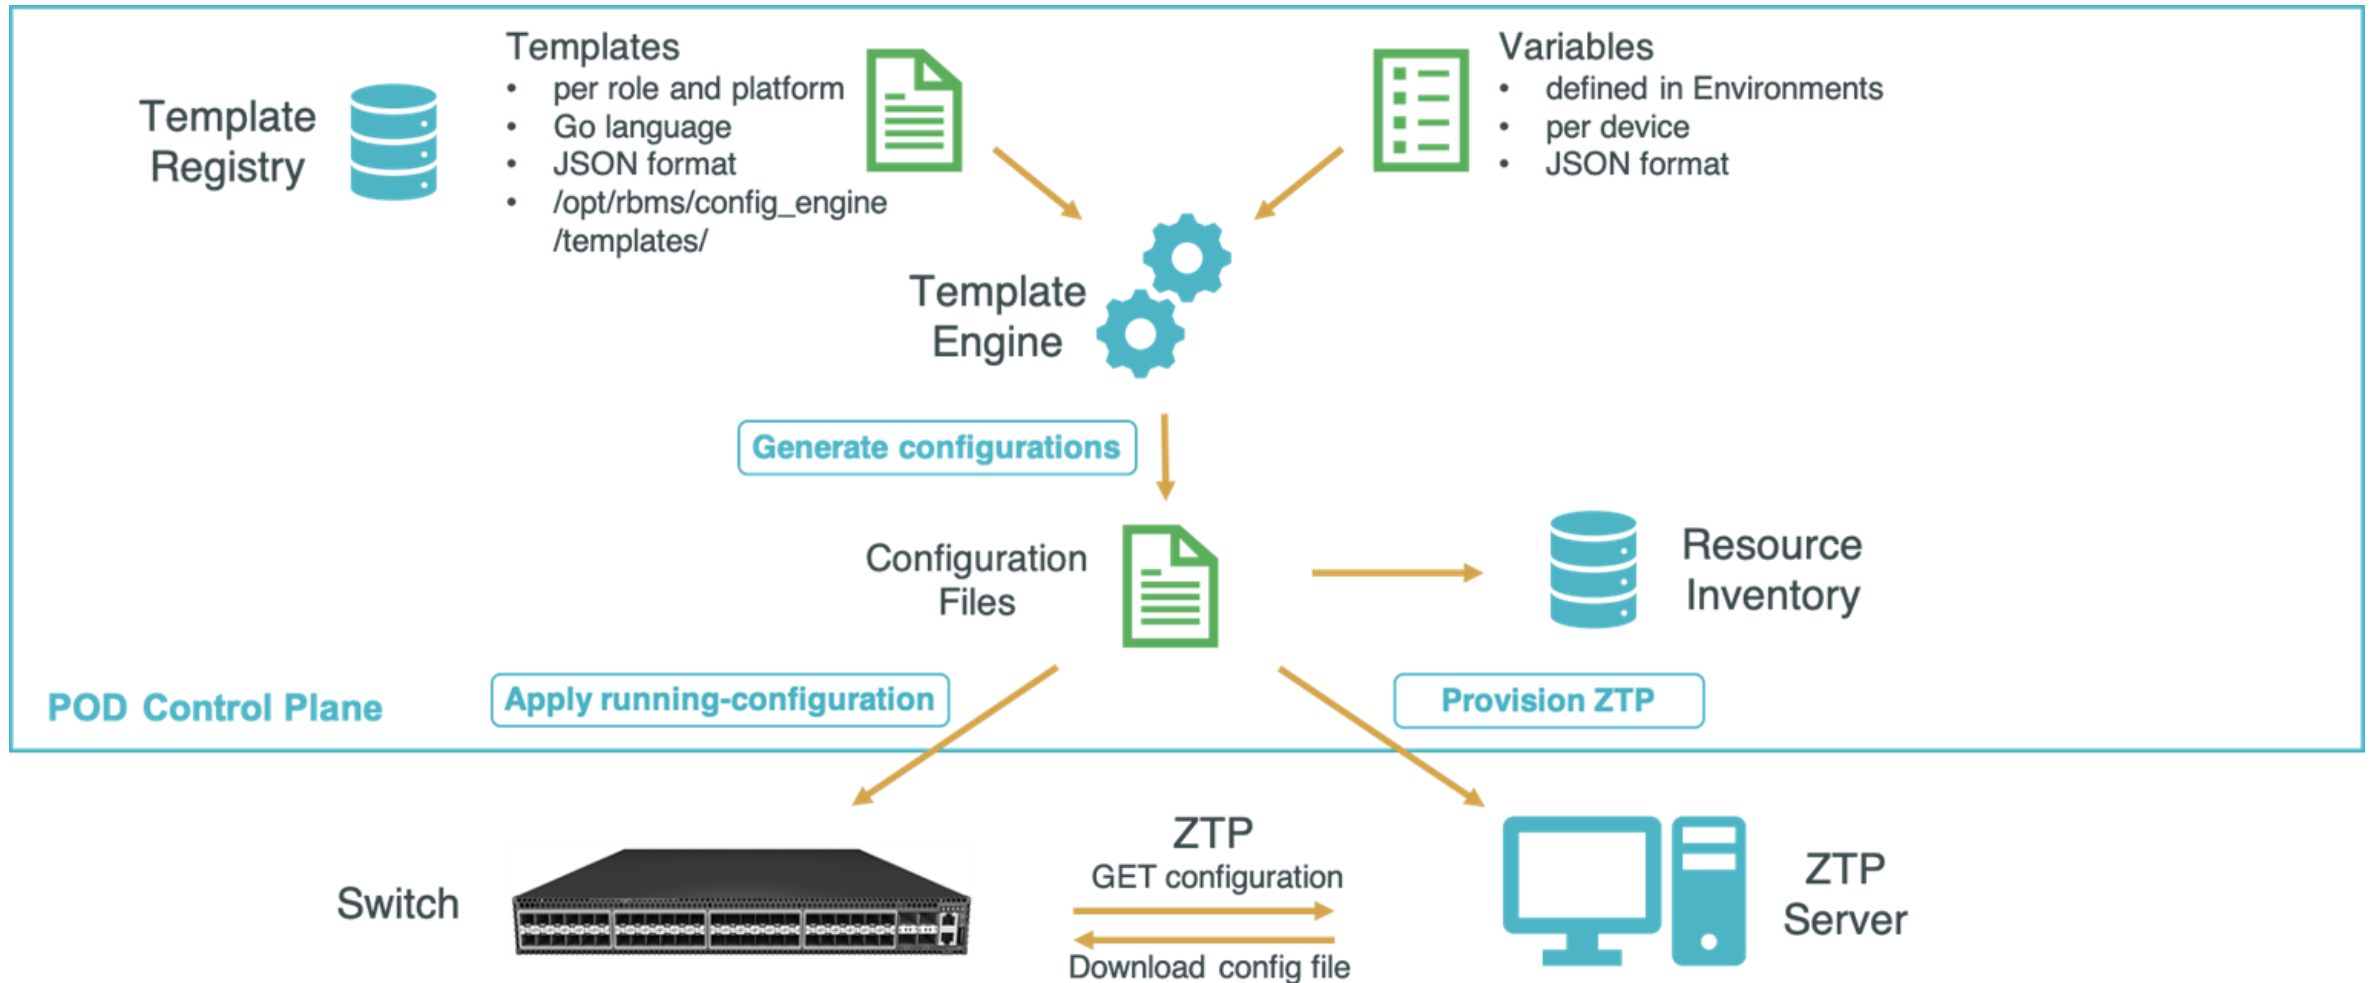 Template
Registry
Templates
• per role and platform
• Go language
• JSON format
• /opt/rbms/config_engine
/templates/
Variables
• defined in Environments
• per device
• JSON format
Template
Engine
Generate configurations
Configuration
Files
Resource
Inventory
POD Control Plane
Apply running-configuration
Provision ZTP
Switch
ZTP
GET configuration
Download config file
ZTP
Server